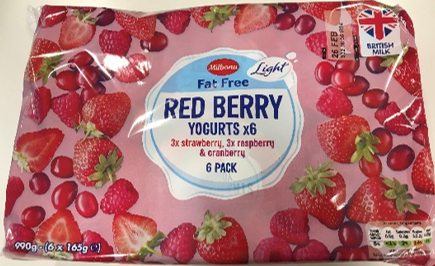 Milbona
Light
Fat Free
RED BERRY
YOGURTS x6
3x strawberry, 3x raspberry
& cranberry
6 PACK
26 FEB
BRITISH
MILK
990g (6 x 165g e)